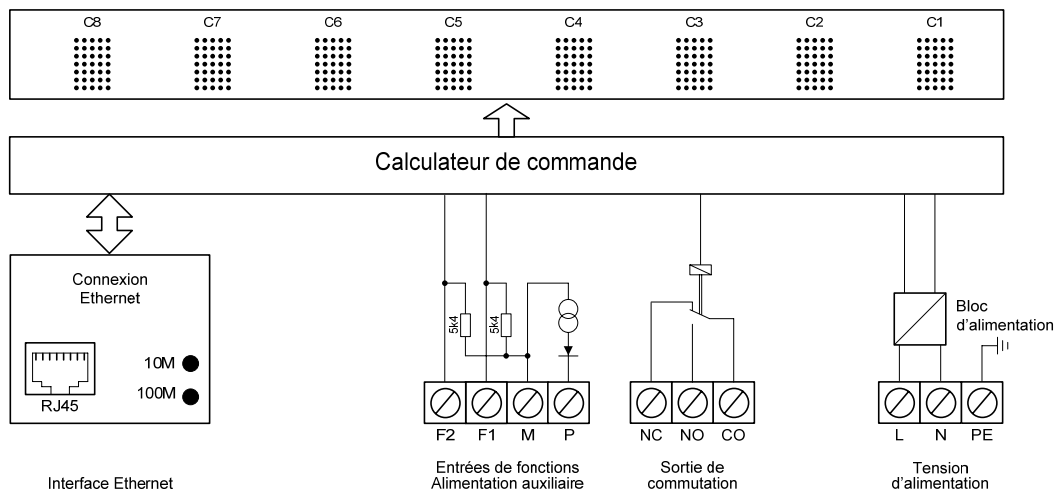 C8 C7 C6 C5 C4 C3 C2 C1
Calculateur de commande
Connexion
Ethernet
10M
100M
RJ45
5k4 5k4
Bloc
d'alimentation
F2 F1 M P
NC NO CO
L N PE
Interface Ethernet
Entrées de fonctions
Alimentation auxiliaire
Sortie de
commutation
Tension
d'alimentation